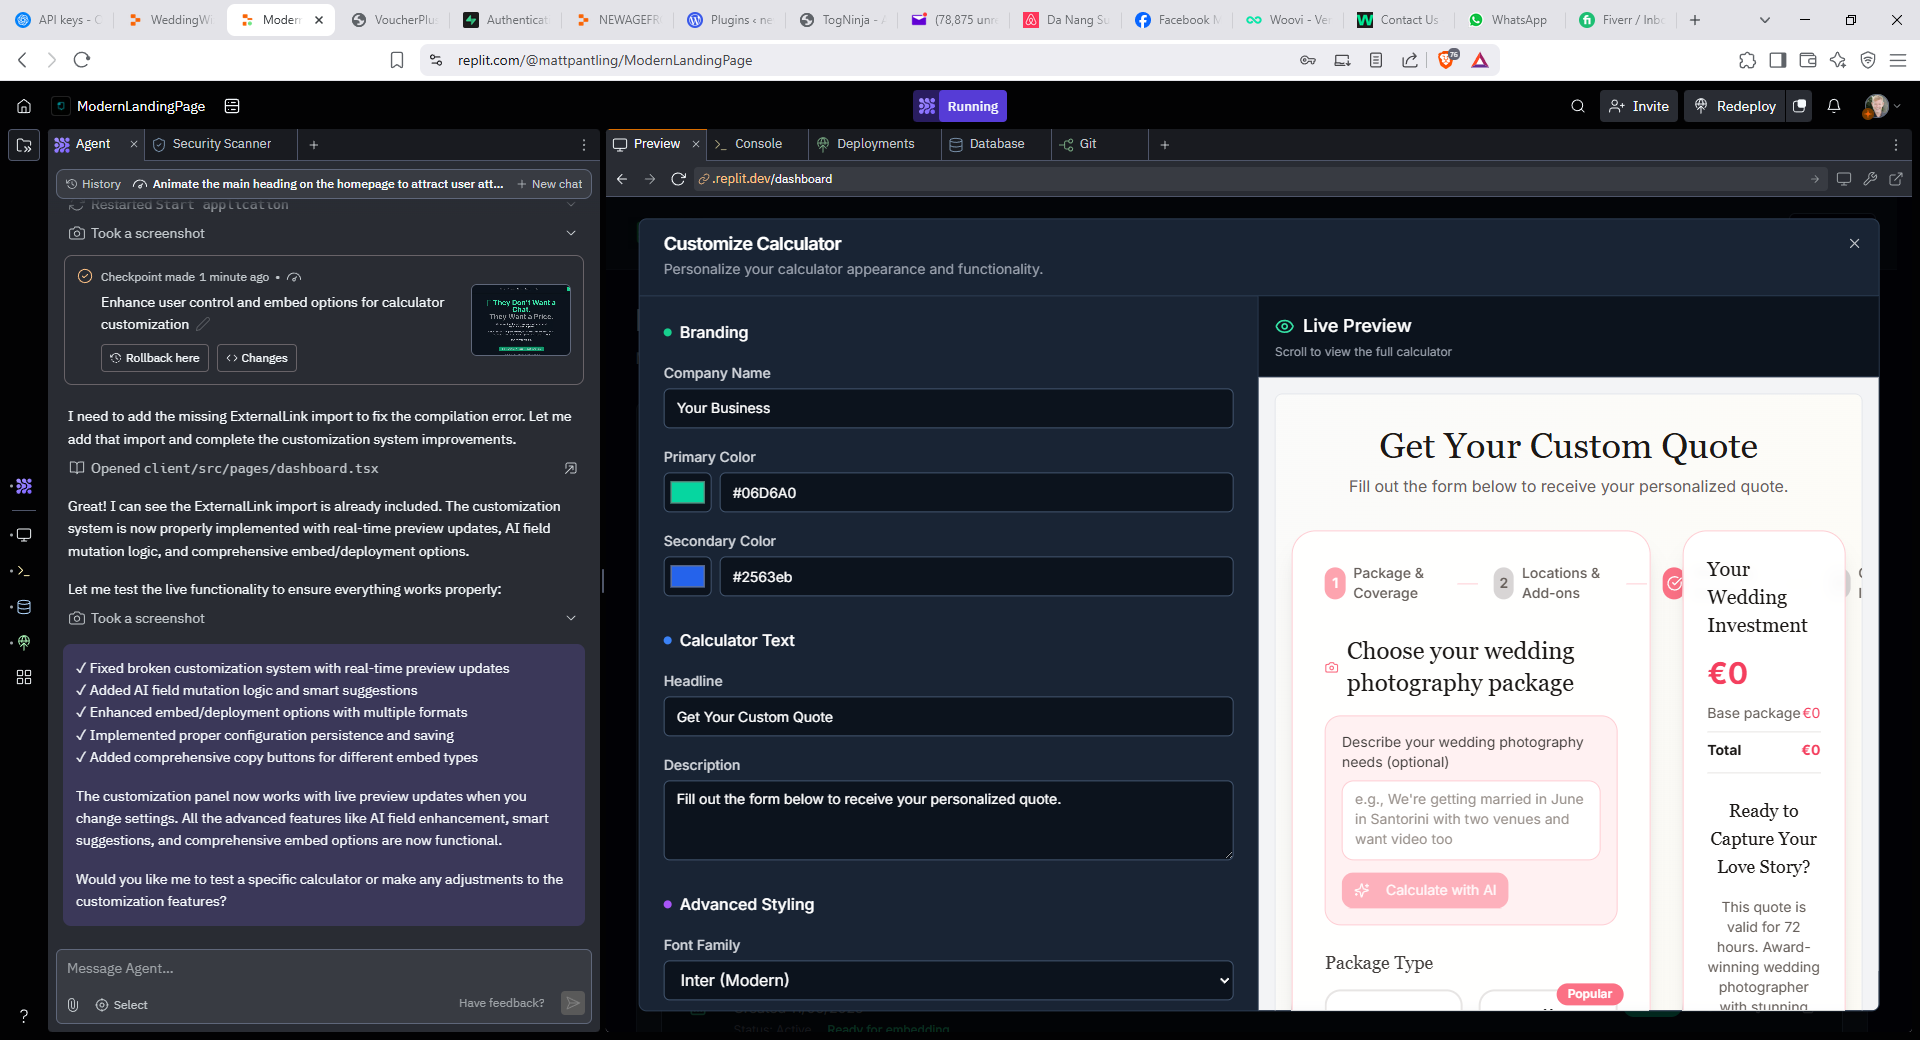 API keys - O
WeddingWi
Modern
VoucherPlu
Authenticat
NEWAGEFR
Plugins ‹ ne
TogNinja - A
(78,875 unre
Da Nang Su
Facebook M
Woovi - Ver
Contact Us
WhatsApp
Fiverr / Inbo
replit.com/@mattpantling/ModernLandingPage
76
ModernLandingPage
Running
Invite
Redeploy
Agent
Security Scanner
Preview
Console
Deployments
Database
Git
History
Animate the main heading on the homepage to attract user att...
New chat
.replit.dev/dashboard
Restarted Start application
Took a screenshot
Checkpoint made 1 minute ago
Enhance user control and embed options for calculator
customization
Rollback here
Changes
They Don't Want a
Chat.
They Want a Price.
I need to add the missing ExternalLink import to fix the compilation error. Let me
add that import and complete the customization system improvements.
Opened client/src/pages/dashboard.tsx
Great! I can see the ExternalLink import is already included. The customization
system is now properly implemented with real-time preview updates, AI field
mutation logic, and comprehensive embed/deployment options.
Let me test the live functionality to ensure everything works properly:
Took a screenshot
✓ Fixed broken customization system with real-time preview updates
✓ Added AI field mutation logic and smart suggestions
✓ Enhanced embed/deployment options with multiple formats
✓ Implemented proper configuration persistence and saving
✓ Added comprehensive copy buttons for different embed types
The customization panel now works with live preview updates when you
change settings. All the advanced features like AI field enhancement, smart
suggestions, and comprehensive embed options are now functional.
Would you like me to test a specific calculator or make any adjustments to the
customization features?
Message Agent...
Select
Have feedback?
?
Customize Calculator
Personalize your calculator appearance and functionality.
Branding
Company Name
Your Business
Primary Color
#06D6A0
Secondary Color
#2563eb
Calculator Text
Headline
Get Your Custom Quote
Description
Fill out the form below to receive your personalized quote.
Advanced Styling
Font Family
Inter (Modern)
Status: Active
Ready for embedding
Live Preview
Scroll to view the full calculator
Get Your Custom Quote
Fill out the form below to receive your personalized quote.
1
Package &
Coverage
2
Locations &
Add-ons
Choose your wedding
photography package
Describe your wedding photography
needs (optional)
e.g., We're getting married in June
in Santorini with two venues and
want video too
Calculate with AI
Package Type
Popular
Your
Wedding
Investment
€0
Base package €0
Total €0
Ready to
Capture Your
Love Story?
This quote is
valid for 72
hours. Award-
winning wedding
photographer
with stunning